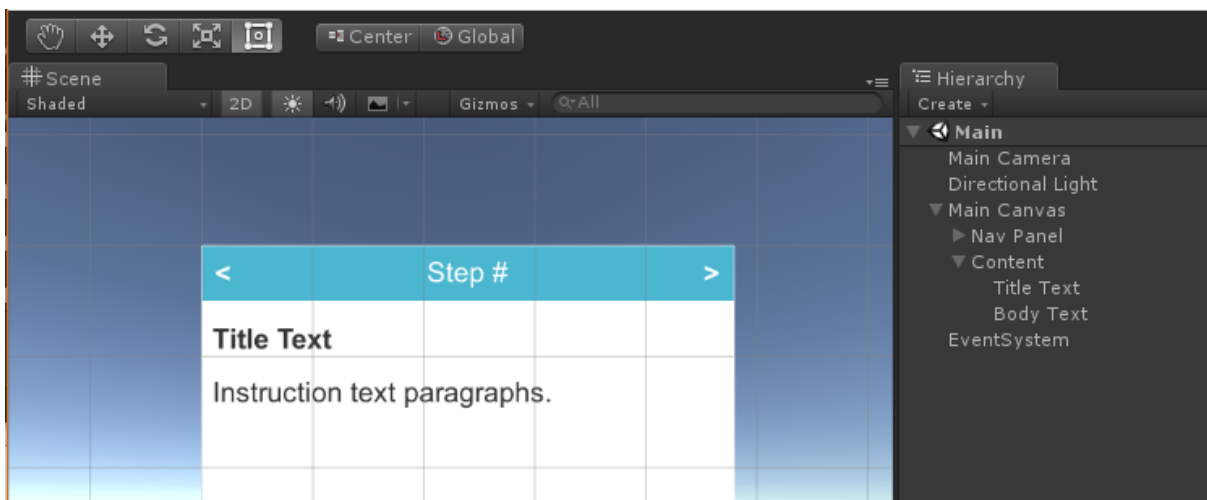 Center Global
Scene
Shaded 2D Gizmos All
< Step # >
Title Text
Instruction text paragraphs.
Hierarchy
Create
Main
Main Camera
Directional Light
Main Canvas
Nav Panel
Content
Title Text
Body Text
EventSystem